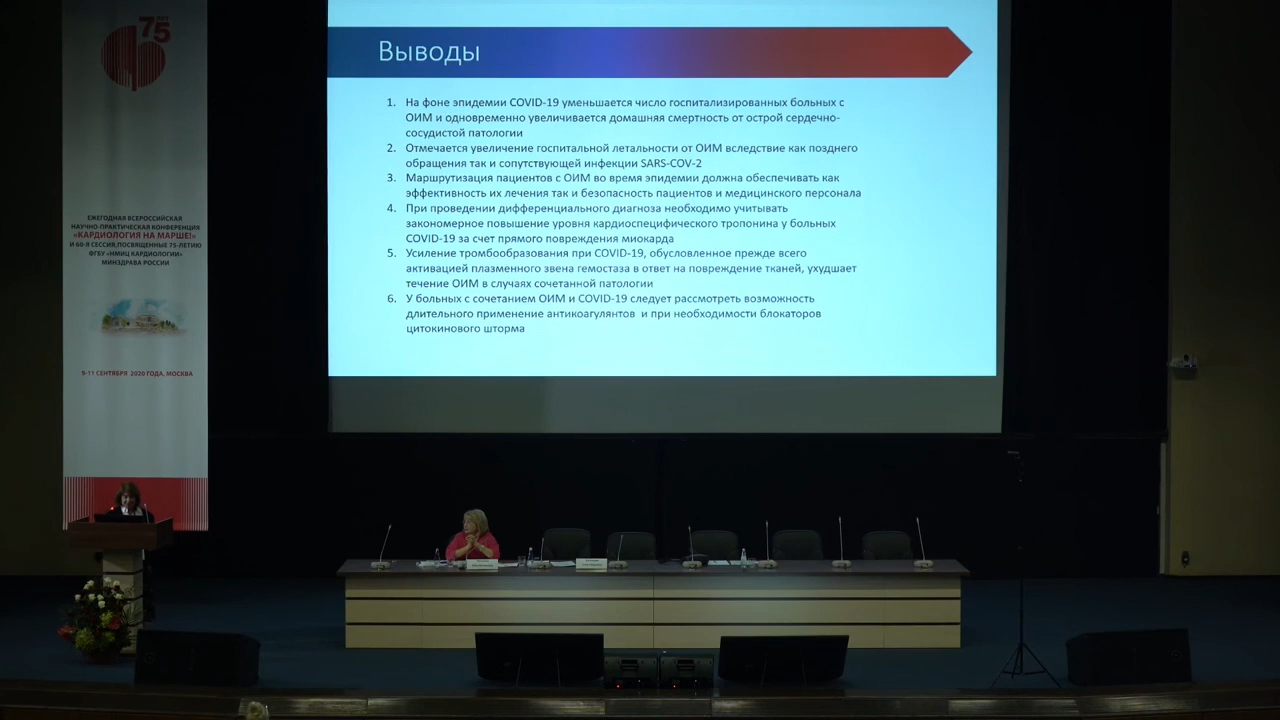 75
ЛЕТ
ЕЖЕГОДНАЯ ВСЕРОССИЙСКАЯ
НАУЧНО-ПРАКТИЧЕСКАЯ КОНФЕРЕНЦИЯ
«КАРДИОЛОГИЯ НА МАРШЕ!»
И 60-Я СЕССИЯ, ПОСВЯЩЕННЫЕ 75-ЛЕТИЮ
ФГБУ «НМИЦ КАРДИОЛОГИИ»
МИНЗДРАВА РОССИИ
9-11 СЕНТЯБРЯ 2020 ГОДА, МОСКВА
Выводы
1. На фоне эпидемии COVID-19 уменьшается число госпитализированных больных с
ОИМ и одновременно увеличивается домашняя смертность от острой сердечно-
сосудистой патологии
2. Отмечается увеличение госпитальной летальности от ОИМ вследствие как позднего
обращения так и сопутствующей инфекции SARS-COV-2
3. Маршрутизация пациентов с ОИМ во время эпидемии должна обеспечивать как
эффективность их лечения так и безопасность пациентов и медицинского персонала
4. При проведении дифференциального диагноза необходимо учитывать
закономерное повышение уровня кардиоспецифического тропонина у больных
COVID-19 за счет прямого повреждения миокарда
5. Усиление тромбообразования при COVID-19, обусловленное прежде всего
активацией плазменного звена гемостаза в ответ на повреждение тканей, ухудшает
течение ОИМ в случаях сочетанной патологии
6. У больных с сочетанием ОИМ и COVID-19 следует рассмотреть возможность
длительного применение антикоагулянтов и при необходимости блокаторов
цитокинового шторма